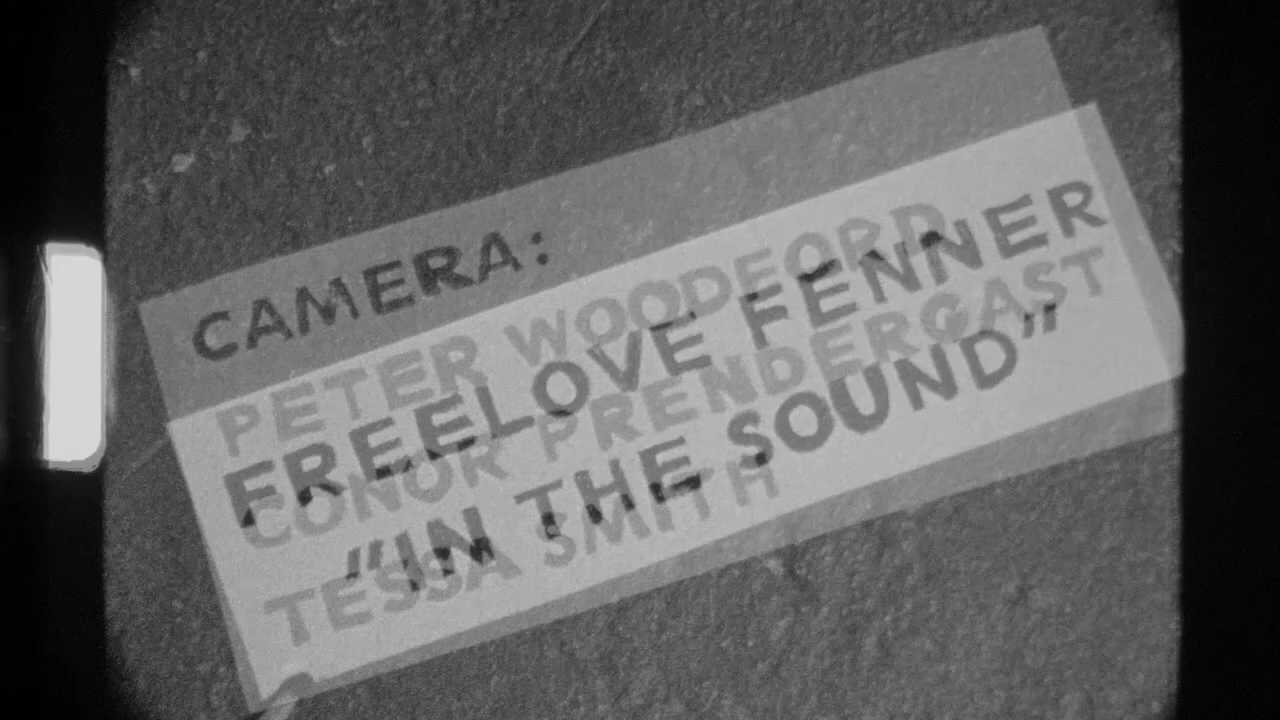 CAMERA:
PETER WOODFORD
FREELOVE FENNER
CONOR PRENDERGAST
"IN THE SOUND"
TESSA SMITH